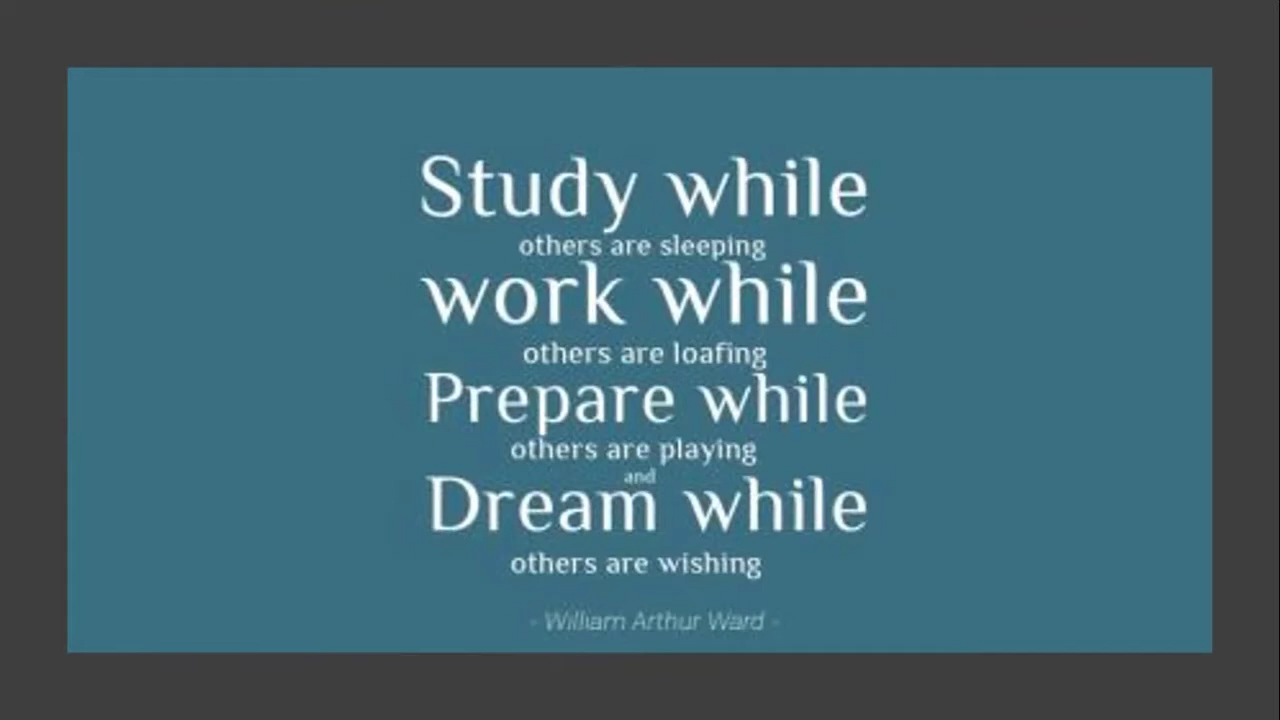 Study while
others are sleeping
work while
others are loafing
Prepare while
others are playing
and
Dream while
others are wishing
- William Arthur Ward -